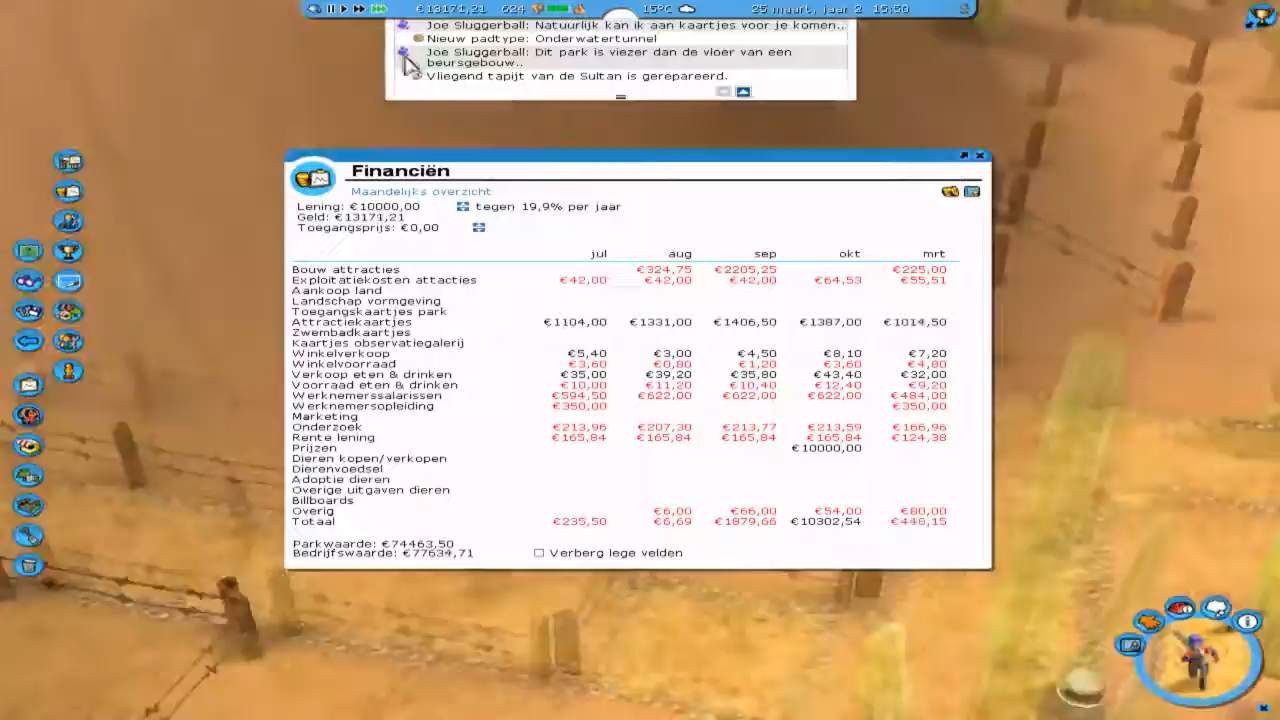 €13171,21 624 15°C 25 maart, jaar 2 15:50
Joe Sluggerball: Natuurlijk kan ik aan kaartjes voor je komen..
Nieuw padtype: Onderwatertunnel
Joe Sluggerball: Dit park is viezer dan de vloer van een
beursgebouw..
Vliegend tapijt van de Sultan is gerepareerd.
Financiën
Maandelijks overzicht
Lening: €10000,00 tegen 19,9% per jaar
Geld: €13171,21
Toegangsprijs: €0,00
jul aug sep okt mrt
Bouw attracties €324,75 €2205,25 €225,00
Exploitatiekosten attacties €42,00 €42,00 €42,00 €64,53 €55,51
Aankoop land
Landschap vormgeving
Toegangskaartjes park
Attractiekaartjes €1104,00 €1331,00 €1406,50 €1387,00 €1014,50
Zwembadkaartjes
Kaartjes observatiegalerij
Winkelverkoop €5,40 €3,00 €4,50 €8,10 €7,20
Winkelvoorraad €3,60 €0,80 €1,20 €3,60 €4,80
Verkoop eten & drinken €35,00 €39,20 €35,80 €43,40 €32,00
Voorraad eten & drinken €10,00 €11,20 €10,40 €12,40 €9,20
Werknemerssalarissen €594,50 €622,00 €622,00 €622,00 €484,00
Werknemersopleiding €350,00 €350,00
Marketing
Onderzoek €213,96 €207,30 €213,77 €213,59 €166,96
Rente lening €165,84 €165,84 €165,84 €165,84 €124,38
Prijzen €10000,00
Dieren kopen/verkopen
Dierenvoedsel
Adoptie dieren
Overige uitgaven dieren
Billboards
Overig €6,00 €66,00 €54,00 €80,00
Totaal €235,50 €6,69 €1879,66 €10302,54 €446,15
Parkwaarde: €74463,50
Bedrijfswaarde: €77634,71 Verberg lege velden